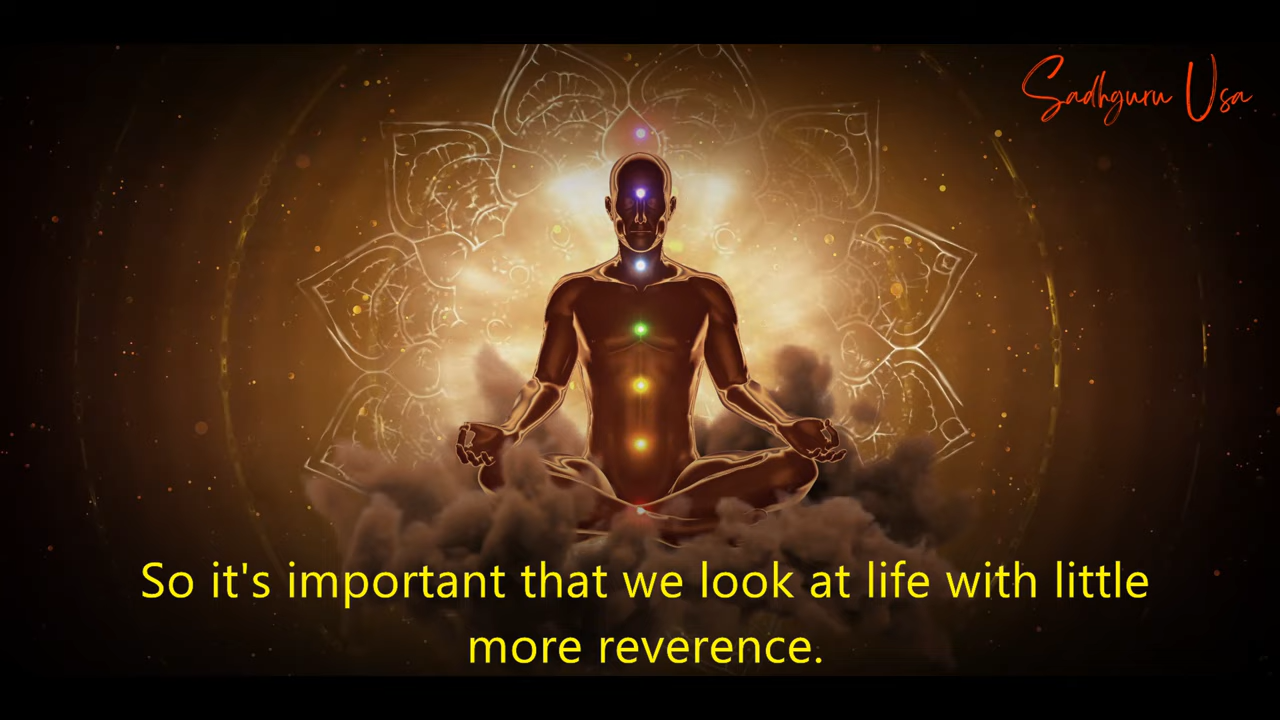 Sadhguru Usa
So it's important that we look at life with little
more reverence.